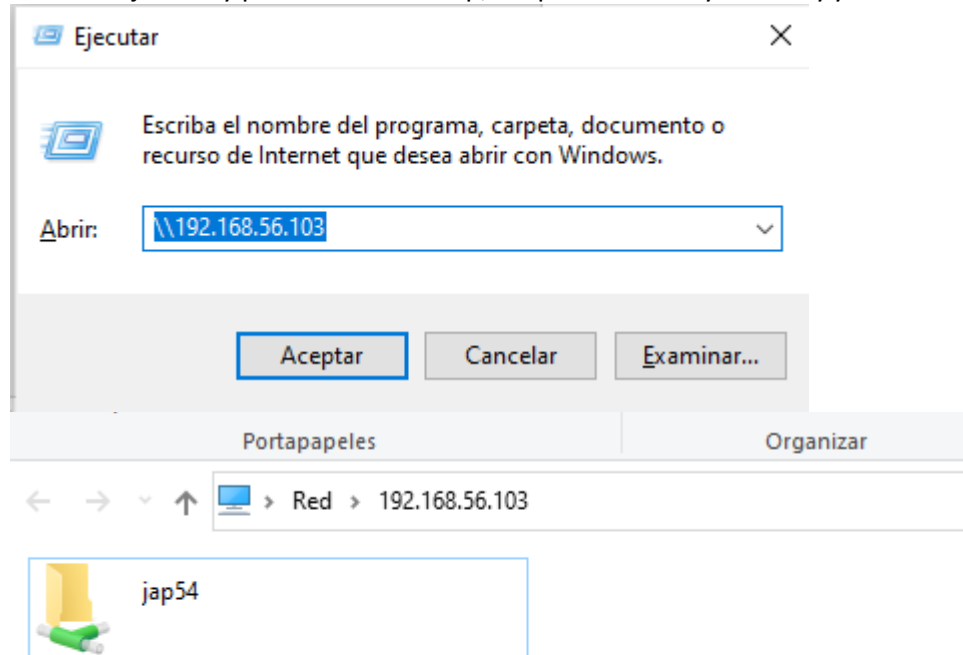 Ejecutar
Escriba el nombre del programa, carpeta, documento o
recurso de Internet que desea abrir con Windows.
Abrir: \\192.168.56.103
Aceptar Cancelar Examinar...
Portapapeles Organizar
Red > 192.168.56.103
jap54